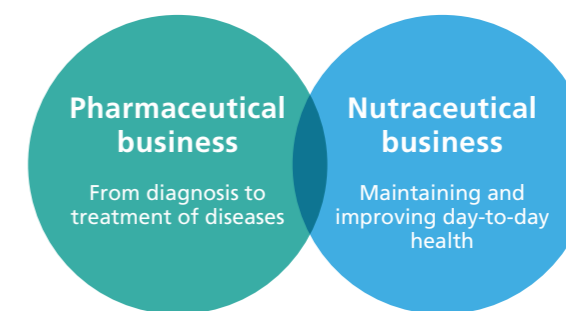 Pharmaceutical
business
From diagnosis to
treatment of diseases
Nutraceutical
business
Maintaining and
improving day-to-day
health